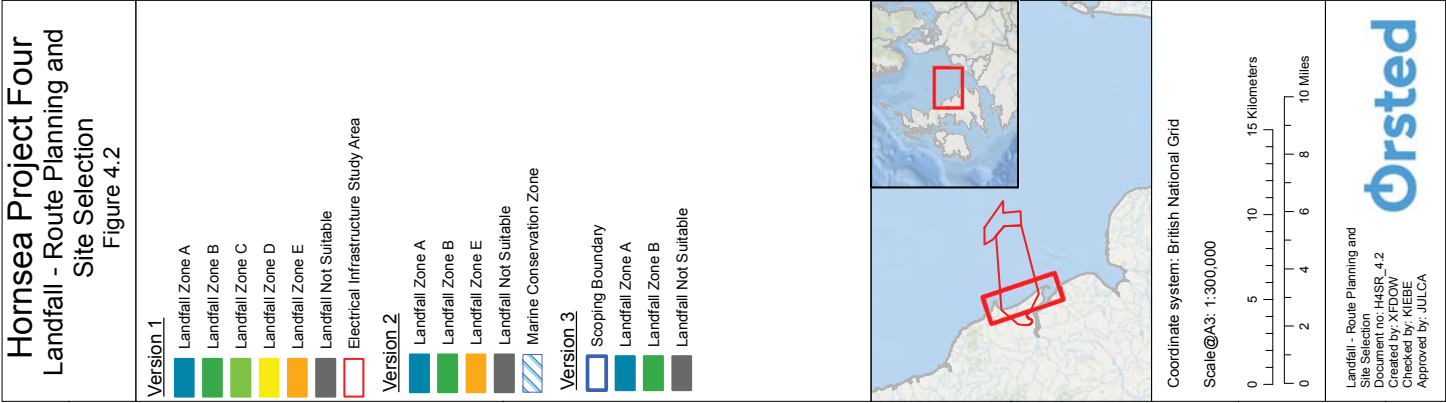 Hornsea Project Four
Landfall - Route Planning and
Site Selection
Figure 4.2
Version 1
Landfall Zone A
Landfall Zone B
Landfall Zone C
Landfall Zone D
Landfall Zone E
Landfall Not Suitable
Electrical Infrastructure Study Area
Version 2
Landfall Zone A
Landfall Zone B
Landfall Zone E
Landfall Not Suitable
Marine Conservation Zone
Version 3
Scoping Boundary
Landfall Zone A
Landfall Zone B
Landfall Not Suitable
Coordinate system: British National Grid
Scale@A3: 1:300,000
0 5 10 15 Kilometers
0 2 4 6 8 10 Miles
Landfall - Route Planning and
Site Selection
Document no: H4SR_4.2
Created by: XFDOW
Checked by: KIEBE
Approved by: JULCA
Ørsted